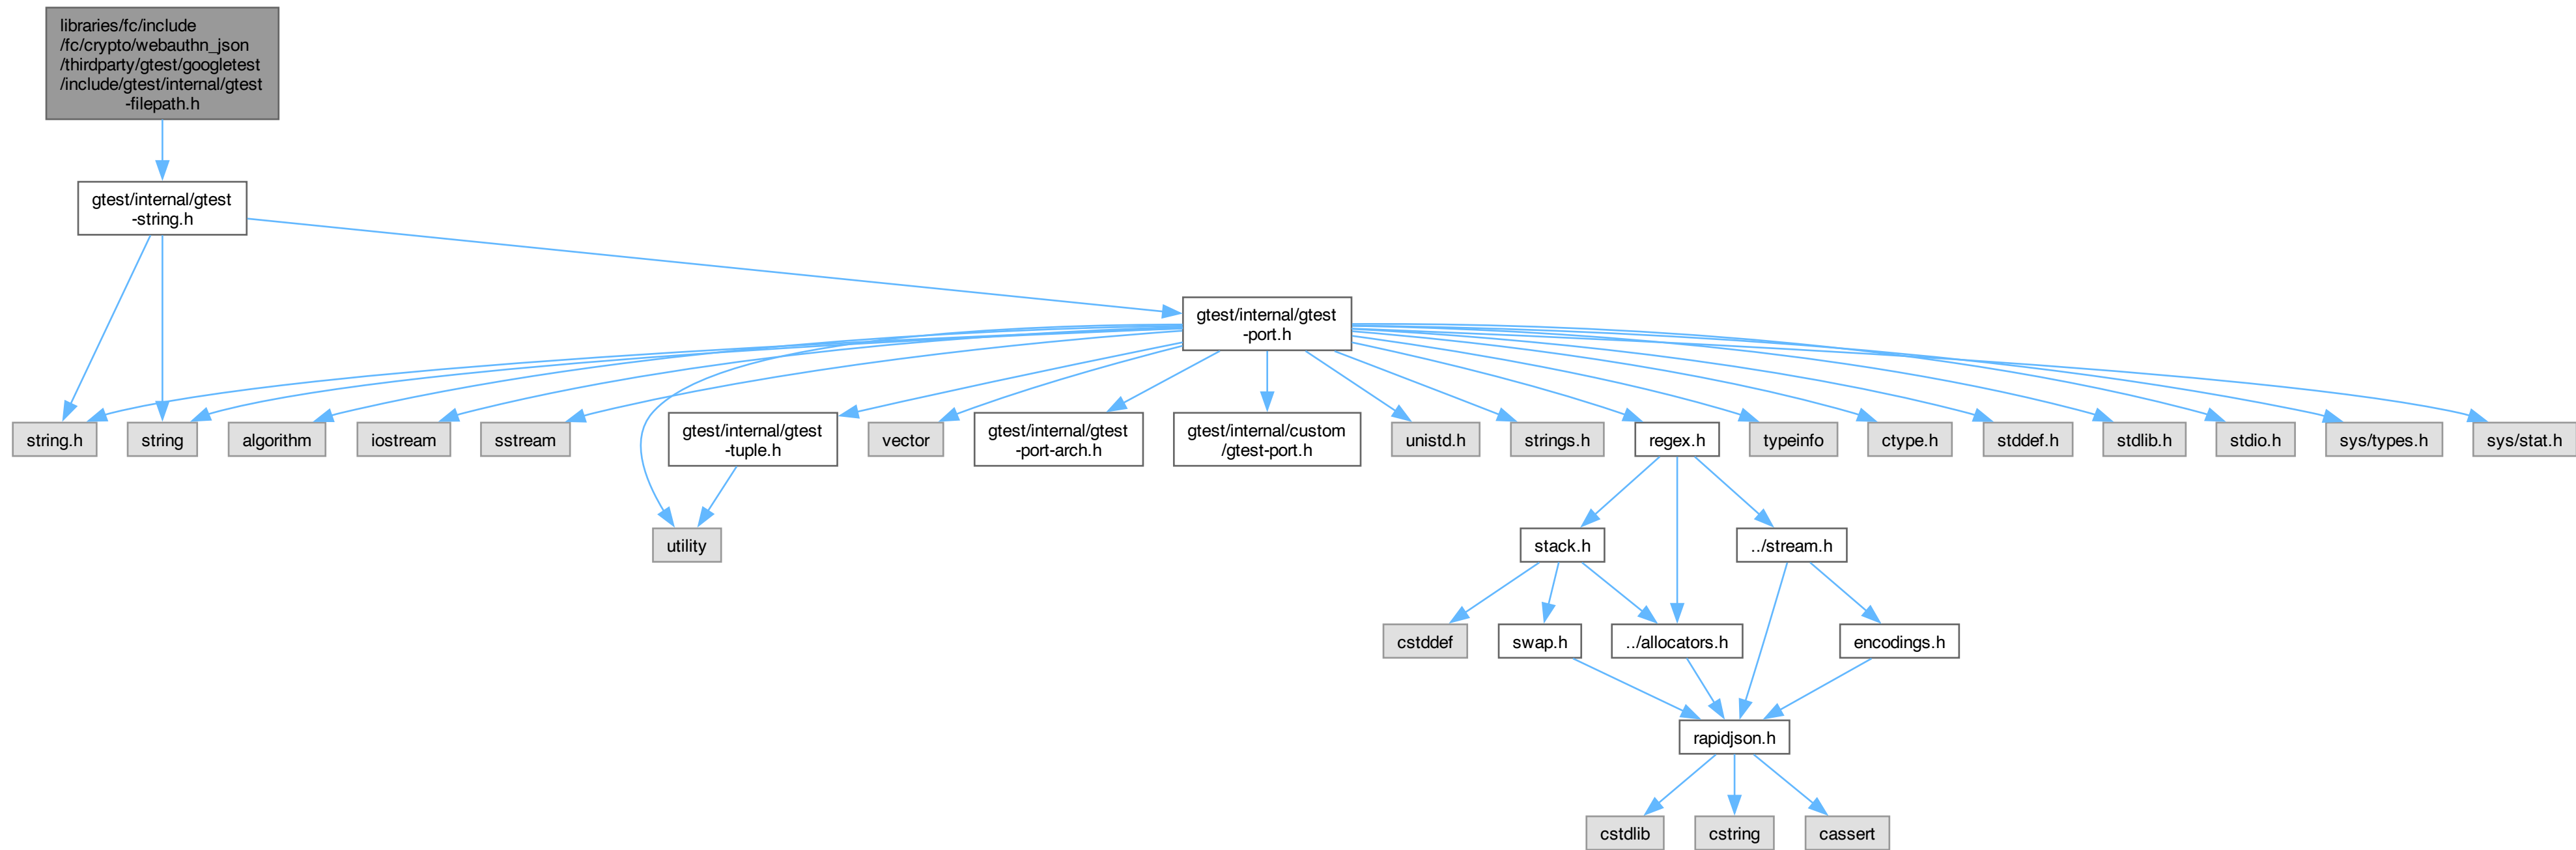 libraries/fc/include
/fc/crypto/webauthn_json
/thirdparty/gtest/googletest
/include/gtest/internal/gtest
-filepath.h
gtest/internal/gtest
-string.h
gtest/internal/gtest
-port.h
string.h
string
algorithm
iostream
sstream
gtest/internal/gtest
-tuple.h
vector
gtest/internal/gtest
-port-arch.h
gtest/internal/custom
/gtest-port.h
unistd.h
strings.h
regex.h
typeinfo
ctype.h
stddef.h
stdlib.h
stdio.h
sys/types.h
sys/stat.h
utility
stack.h
../stream.h
cstddef
swap.h
../allocators.h
encodings.h
rapidjson.h
cstdlib
cstring
cassert